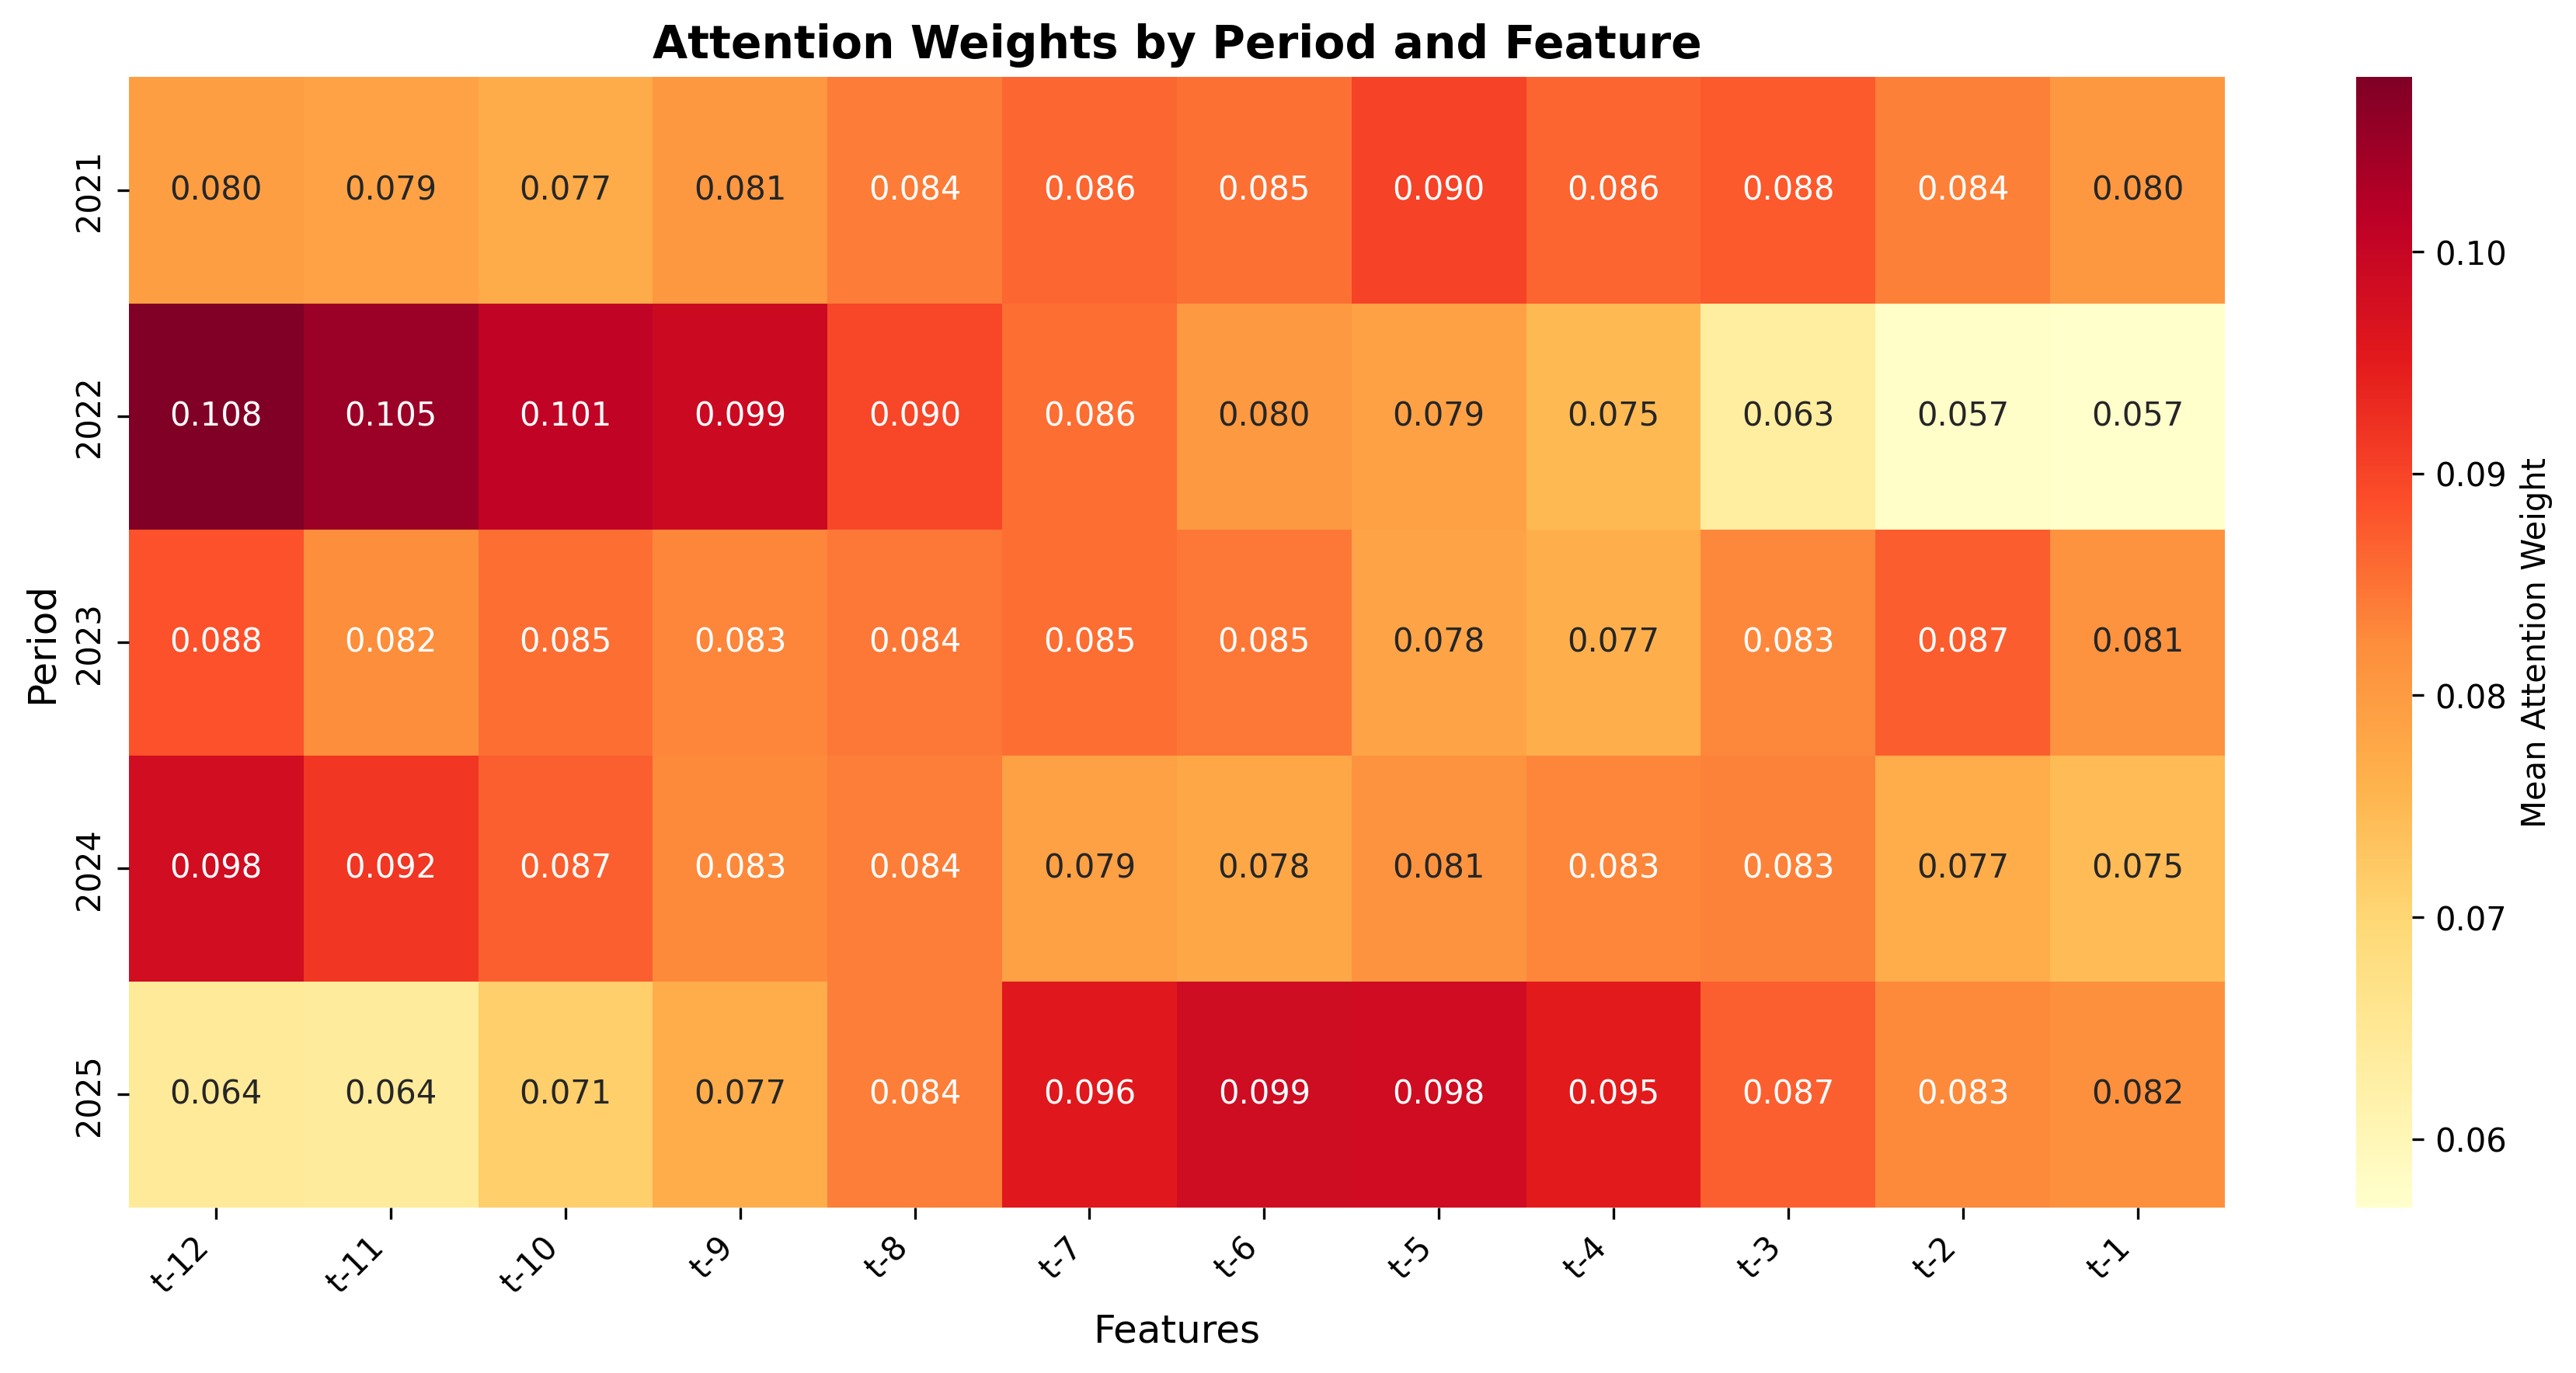 Attention Weights by Period and Feature
2021 0.080 0.079 0.077 0.081 0.084 0.086 0.085 0.090 0.086 0.088 0.084 0.080
2022 0.108 0.105 0.101 0.099 0.090 0.086 0.080 0.079 0.075 0.063 0.057 0.057
2023 0.088 0.082 0.085 0.083 0.084 0.085 0.085 0.078 0.077 0.083 0.087 0.081
2024 0.098 0.092 0.087 0.083 0.084 0.079 0.078 0.081 0.083 0.083 0.077 0.075
2025 0.064 0.064 0.071 0.077 0.084 0.096 0.099 0.098 0.095 0.087 0.083 0.082
Period
t-12 t-11 t-10 t-9 t-8 t-7 t-6 t-5 t-4 t-3 t-2 t-1
Features
0.10
0.09
0.08
0.07
0.06
Mean Attention Weight